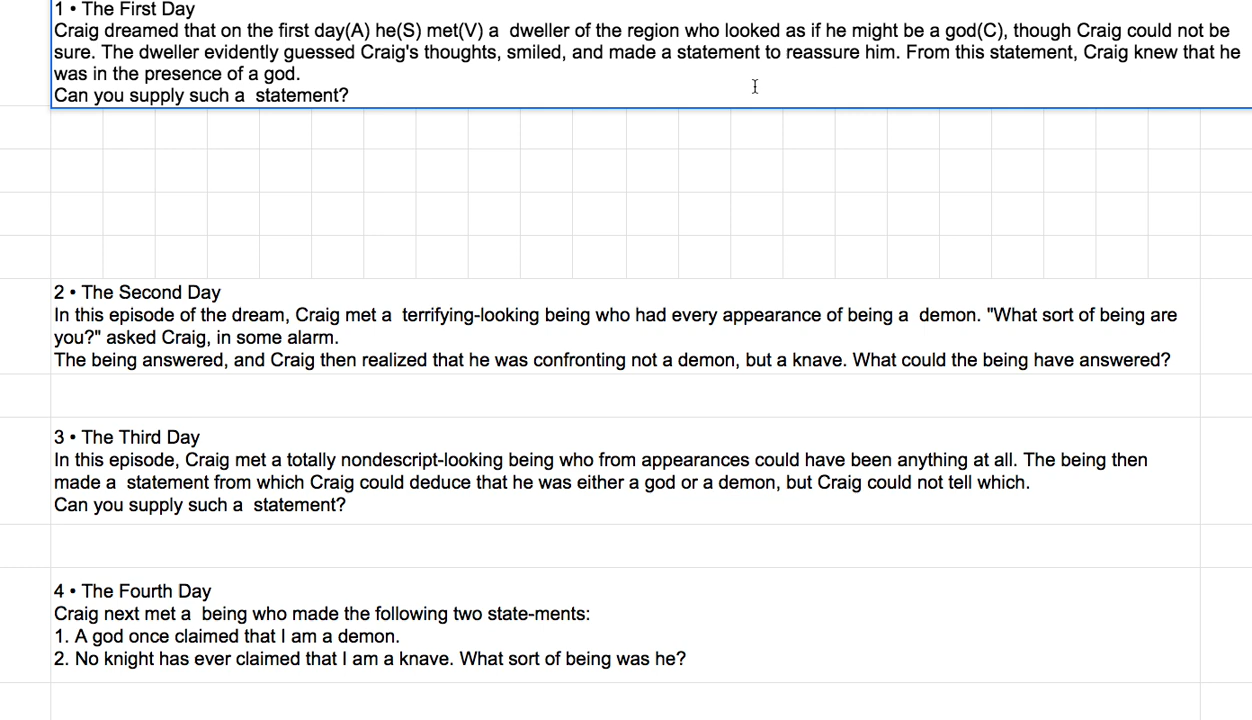 1 • The First Day
Craig dreamed that on the first day(A) he(S) met(V) a  dweller of the region who looked as if he might be a god(C), though Craig could not be
sure. The dweller evidently guessed Craig's thoughts, smiled, and made a statement to reassure him. From this statement, Craig knew that he
was in the presence of a god.
Can you supply such a  statement?
2 • The Second Day
In this episode of the dream, Craig met a  terrifying-looking being who had every appearance of being a  demon. "What sort of being are
you?" asked Craig, in some alarm.
The being answered, and Craig then realized that he was confronting not a demon, but a knave. What could the being have answered?
3 • The Third Day
In this episode, Craig met a totally nondescript-looking being who from appearances could have been anything at all. The being then
made a  statement from which Craig could deduce that he was either a god or a demon, but Craig could not tell which.
Can you supply such a  statement?
4 • The Fourth Day
Craig next met a  being who made the following two state-ments:
1. A god once claimed that I am a demon.
2. No knight has ever claimed that I am a knave. What sort of being was he?